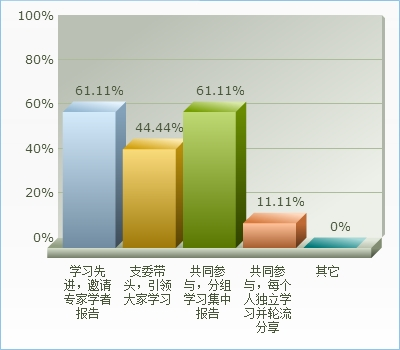 100%
80%
60%
40%
20%
0%
61.11%
44.44%
61.11%
11.11%
0%
学习先
进，邀请
专家学者
报告
支委带
头，引领
大家学习
共同参
与，分组
学习集中
报告
共同参
与，每个
人独立学
习并轮流
分享
其它